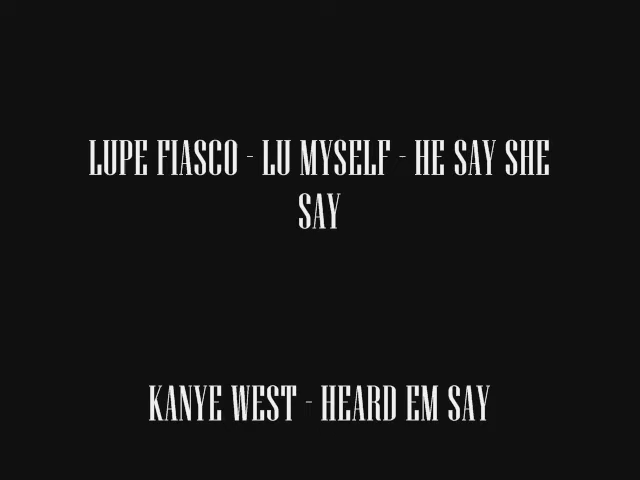 LUPE FIASCO - LU MYSELF - HE SAY SHE
SAY
KANYE WEST - HEARD EM SAY